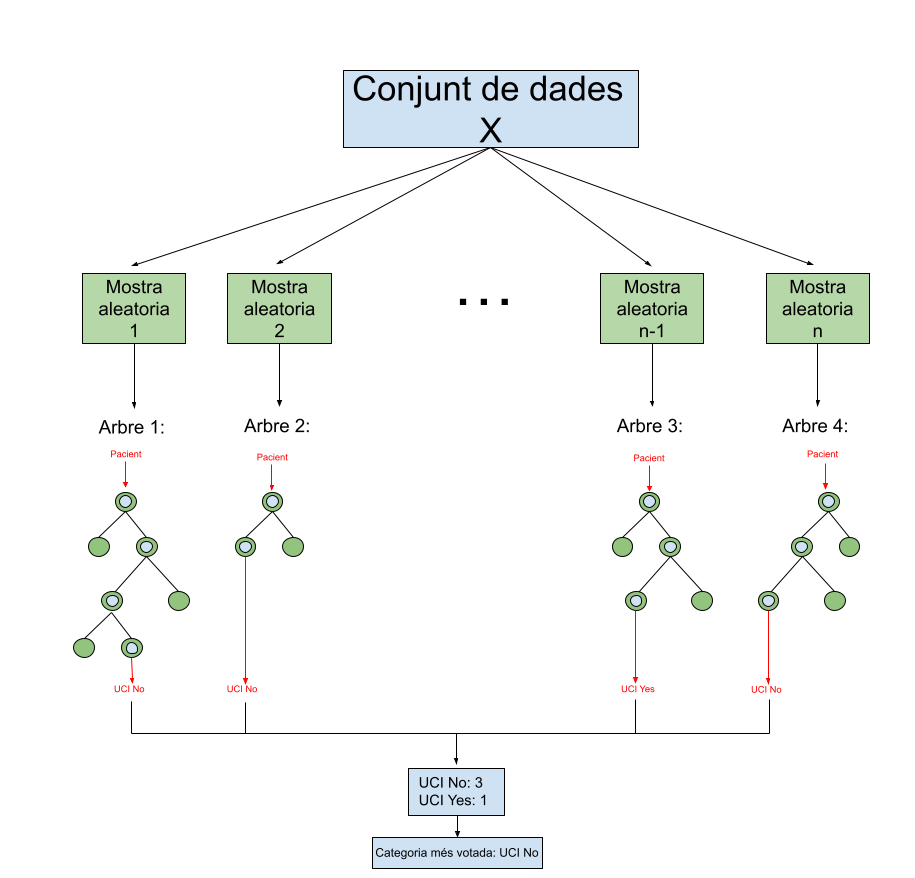 Conjunt de dades
X
Mostra
aleatoria
1
Mostra
aleatoria
2
...
Mostra
aleatoria
n-1
Mostra
aleatoria
n
Arbre 1:
Arbre 2:
Arbre 3:
Arbre 4:
Pacient
Pacient
Pacient
Pacient
UCI No
UCI No
UCI Yes
UCI No
UCI No: 3
UCI Yes: 1
Categoria més votada: UCI No